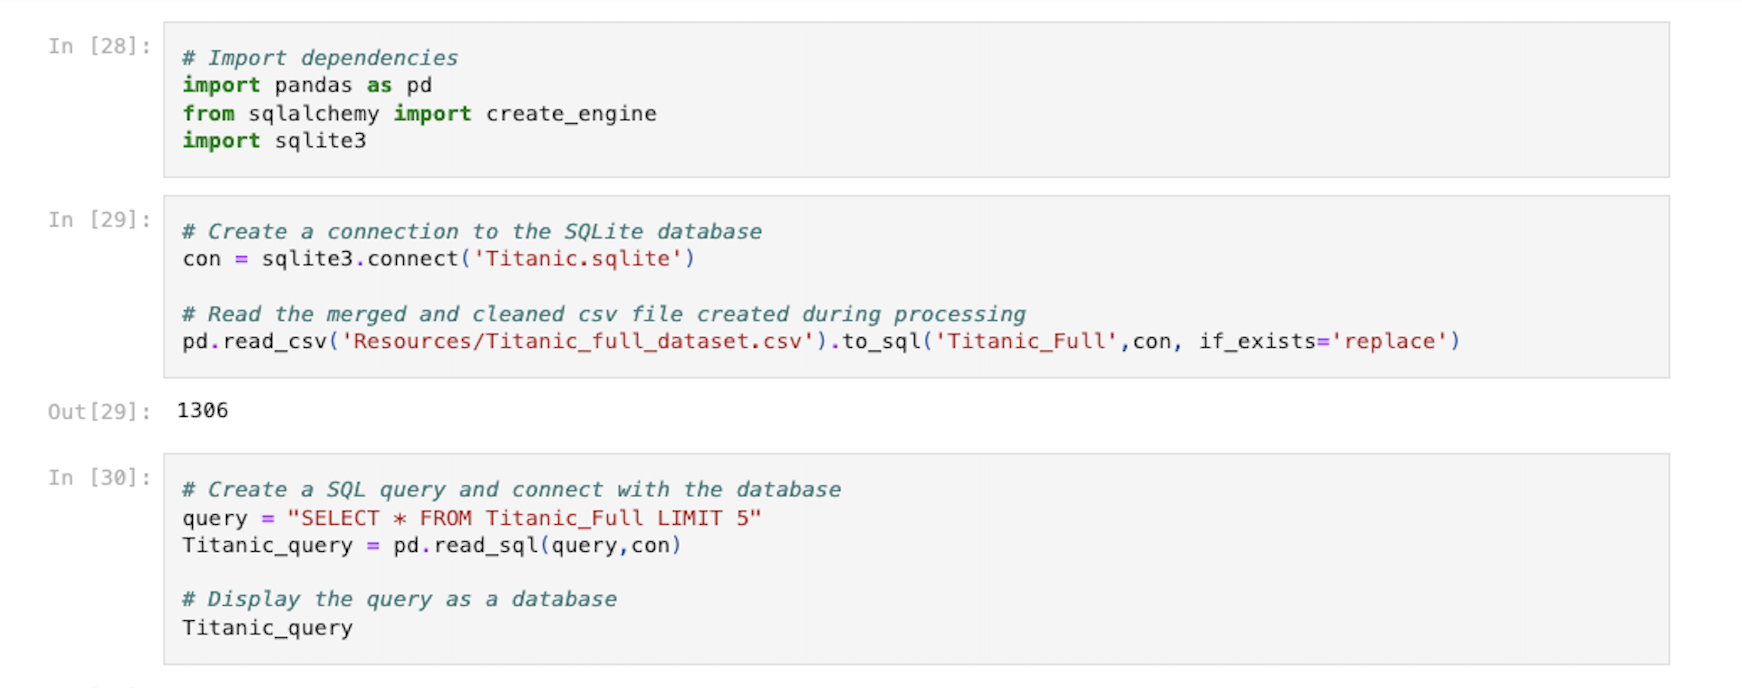 In [28]:
# Import dependencies
import pandas as pd
from sqlalchemy import create_engine
import sqlite3
In [29]:
# Create a connection to the SQLite database
con = sqlite3.connect('Titanic.sqlite')
# Read the merged and cleaned csv file created during processing
pd.read_csv('Resources/Titanic_full_dataset.csv').to_sql('Titanic_Full',con, if_exists='replace')
Out[29]: 1306
In [30]:
# Create a SQL query and connect with the database
query = "SELECT * FROM Titanic_Full LIMIT 5"
Titanic_query = pd.read_sql(query,con)
# Display the query as a database
Titanic_query